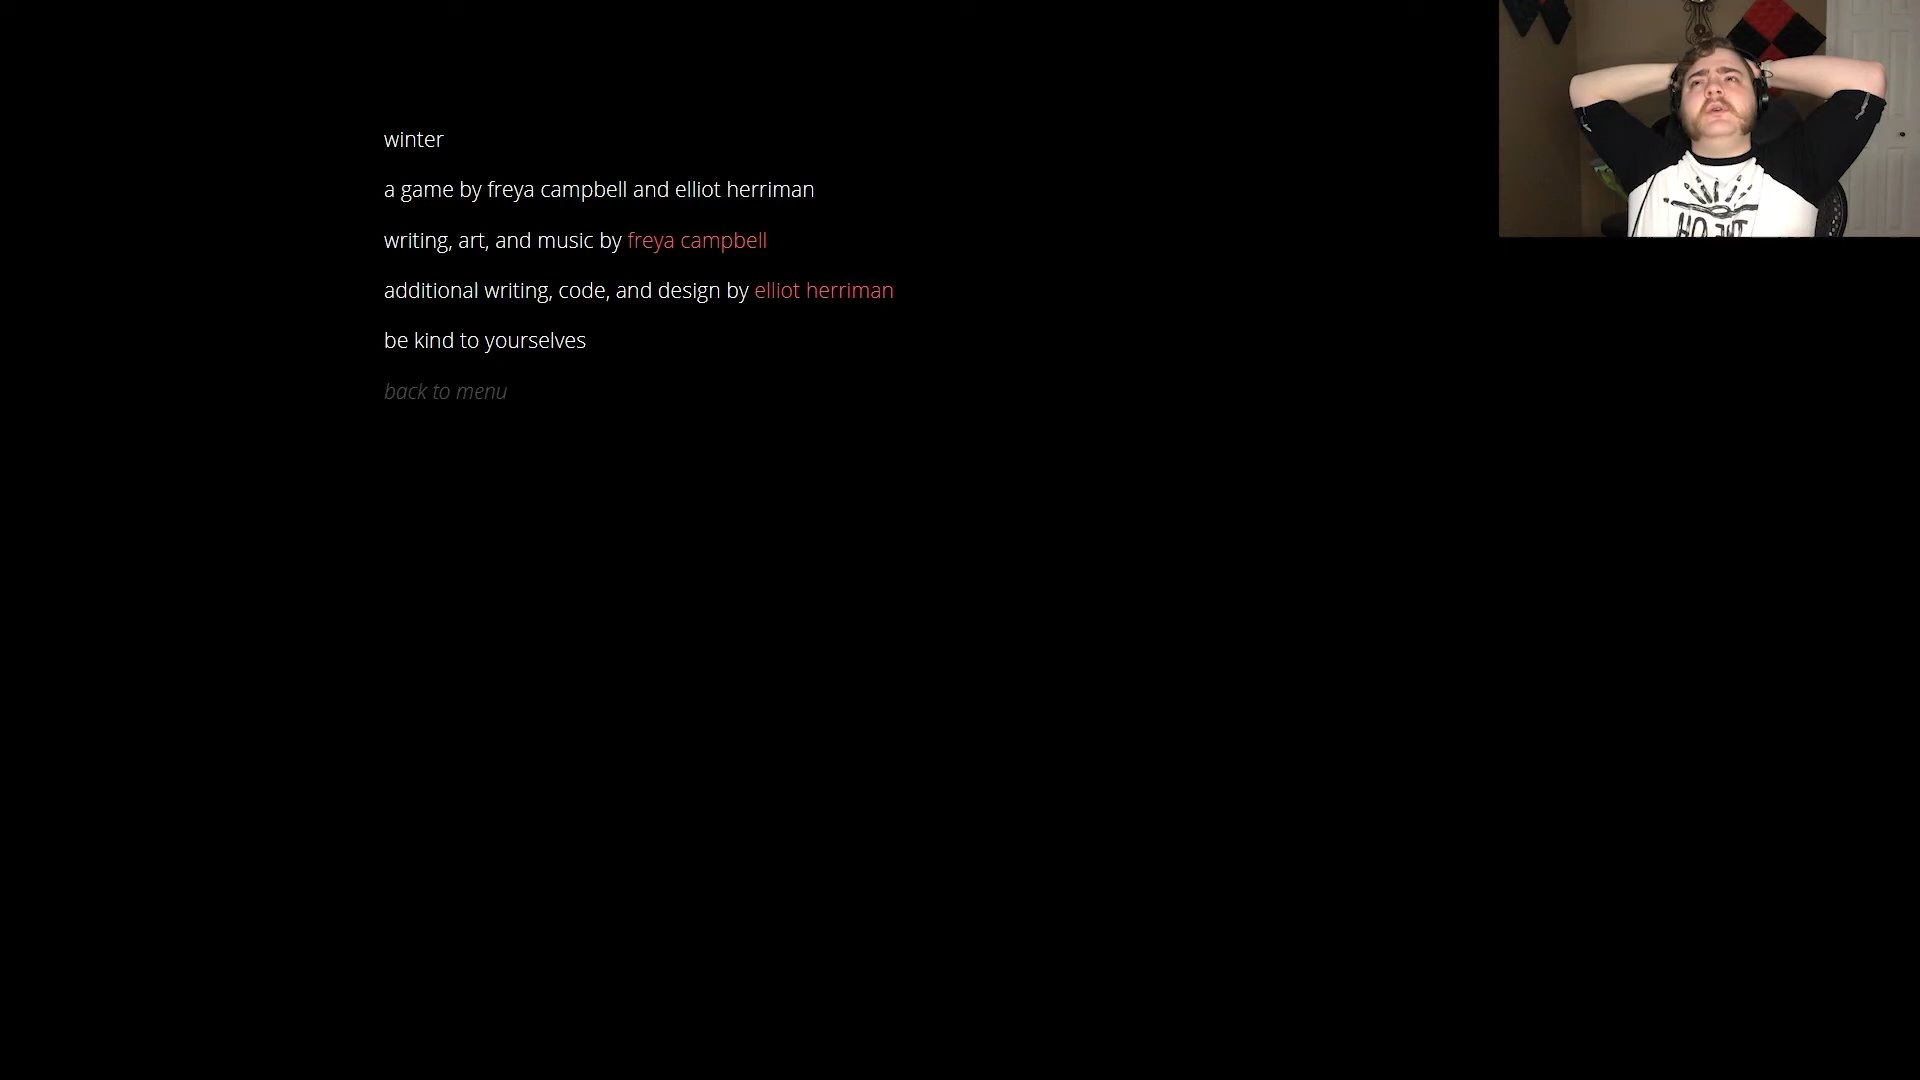 winter
a game by freya campbell and elliot herriman
writing, art, and music by freya campbell
additional writing, code, and design by elliot herriman
be kind to yourselves
back to menu